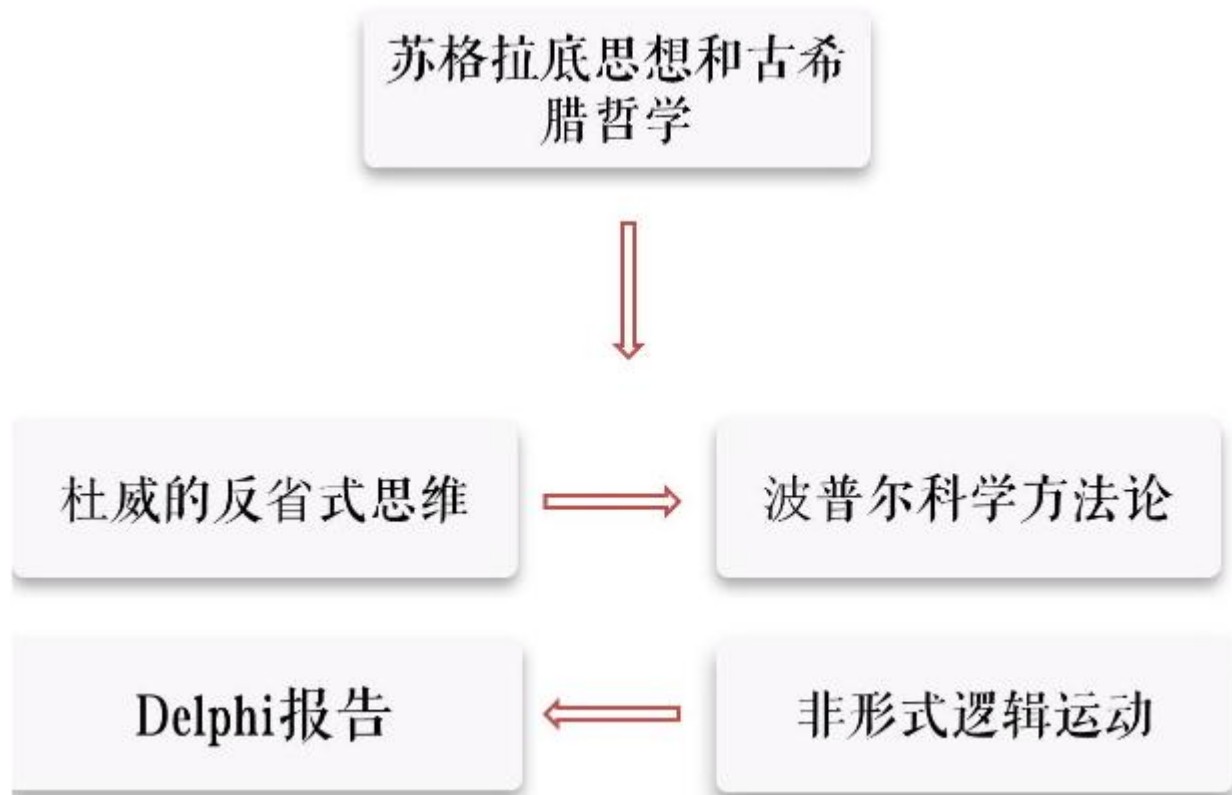 苏格拉底思想和古希
腊哲学
杜威的反省式思维
波普尔科学方法论
Delphi报告
非形式逻辑运动